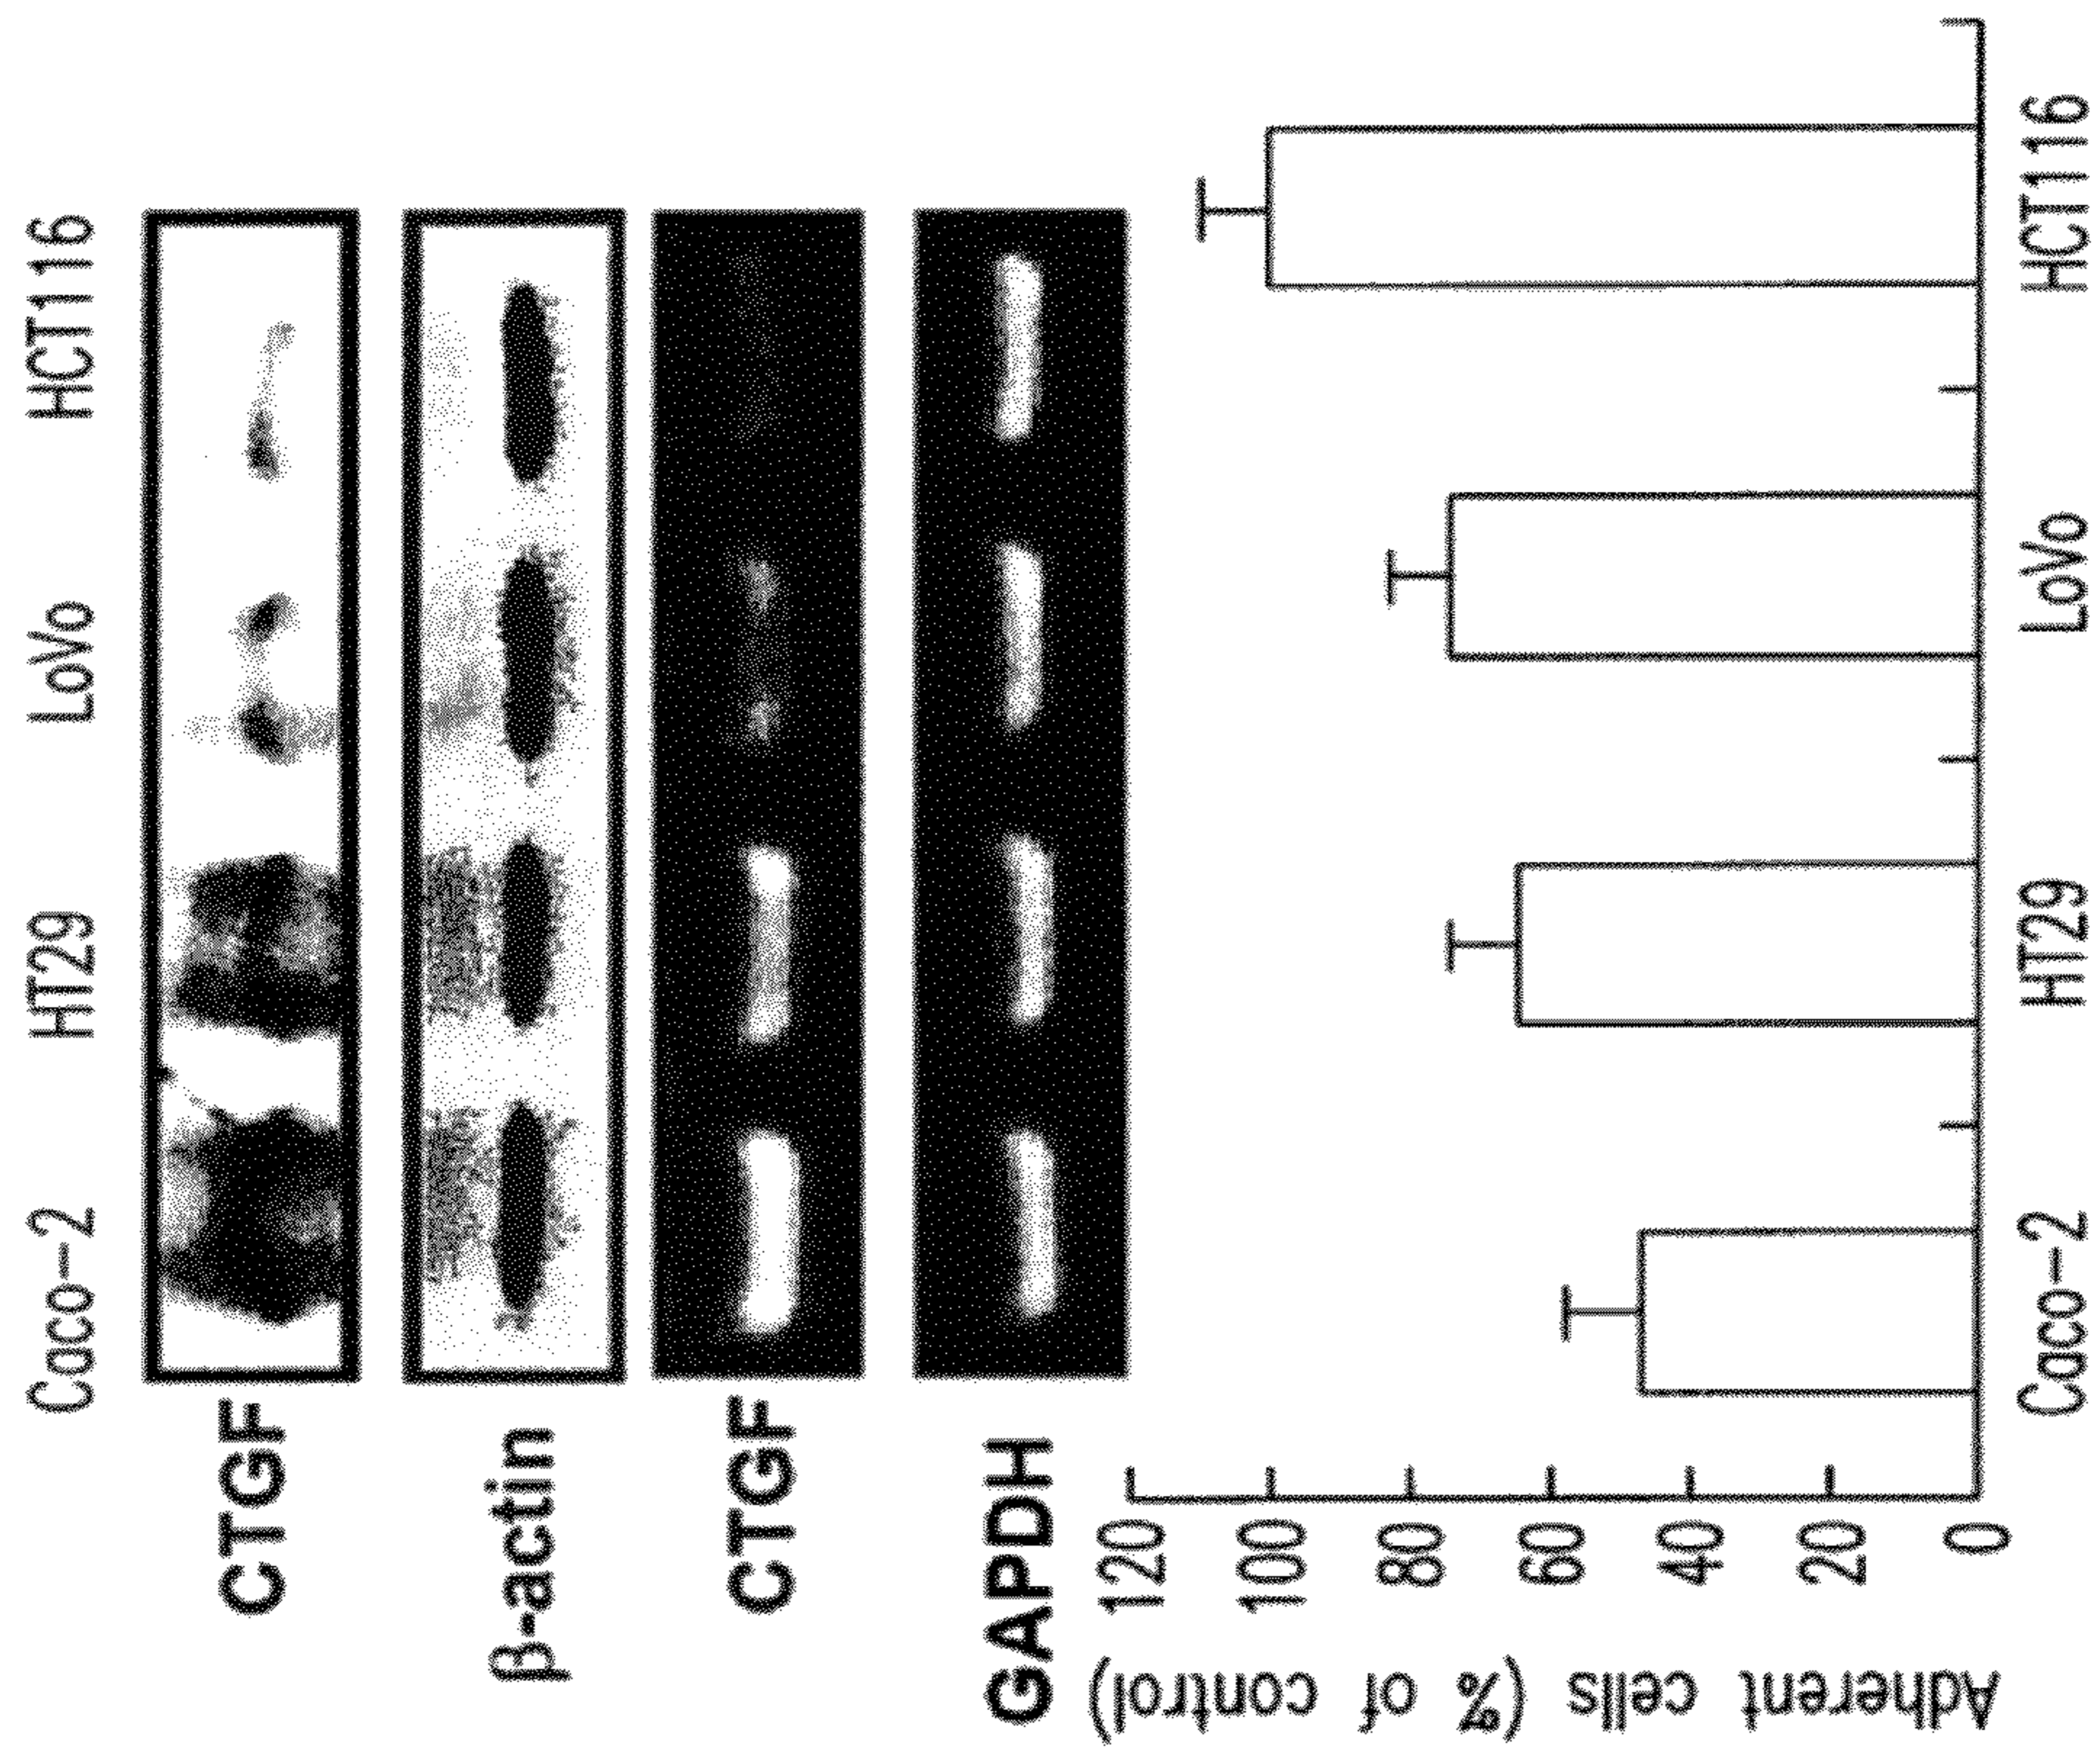 Caco-2 HT29 LoVo HCT116
CTGF
β-actin
CTGF
GAPDH
Adherent cells (% of control)
120
100
80
60
40
20
0
Caco-2 HT29 LoVo HCT116